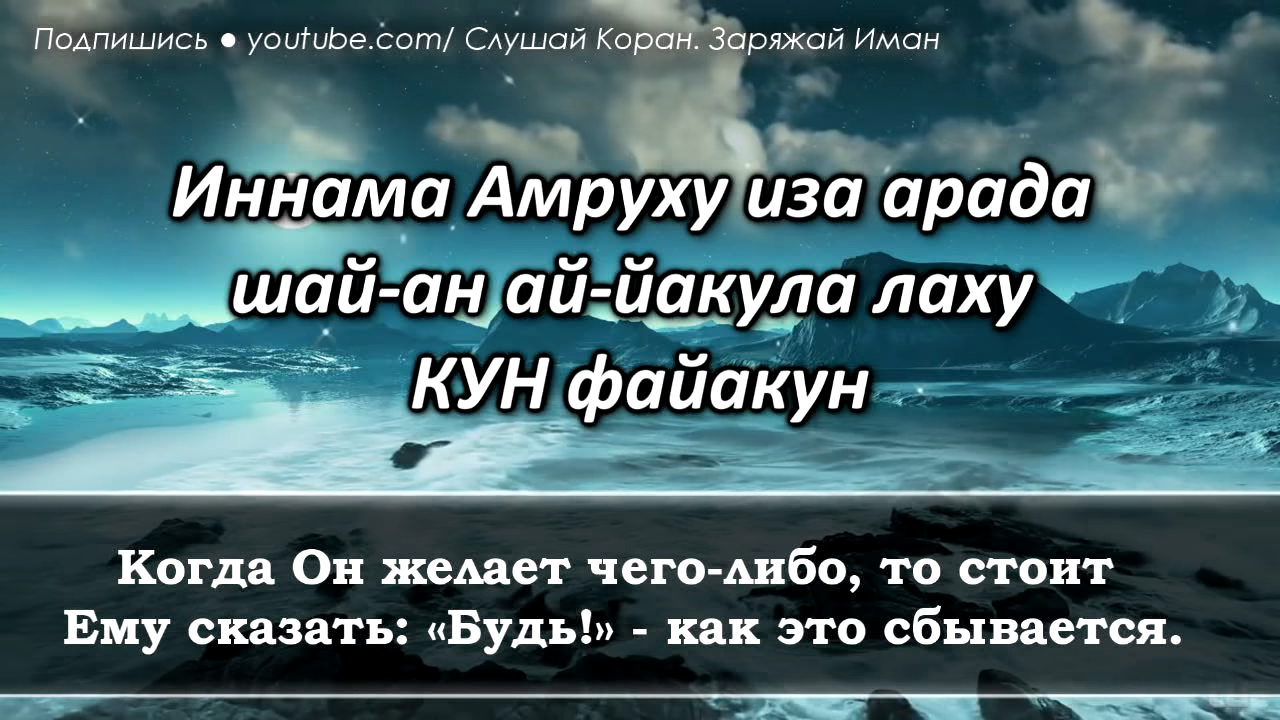 Подпишись ● youtube.com/ Слушай Коран. Заряжай Иман
Иннама Амруху иза арада
шай-ан ай-йакула лаху
КУН файакун
Когда Он желает чего-либо, то стоит
Ему сказать: «Будь!» - как это сбывается.